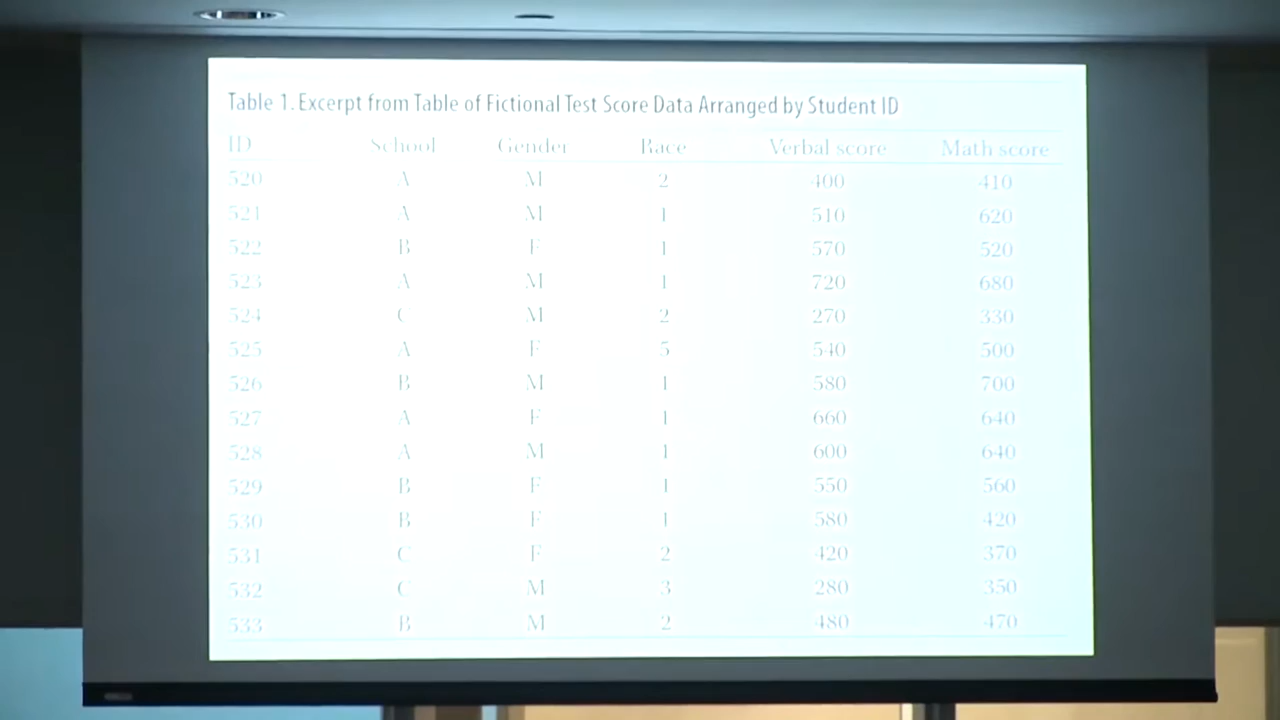 Table 1. Excerpt from Table of Fictional Test Score Data Arranged by Student ID
ID School Gender Race Verbal score Math score
520 A M 2 400 410
521 A M 1 510 620
522 B F 1 570 520
523 A M 1 720 680
524 C M 2 270 330
525 A F 5 540 500
526 B M 1 580 700
527 A F 1 660 640
528 A M 1 600 640
529 B F 1 550 560
530 B F 1 580 420
531 C F 2 420 370
532 C M 3 280 350
533 B M 2 480 470